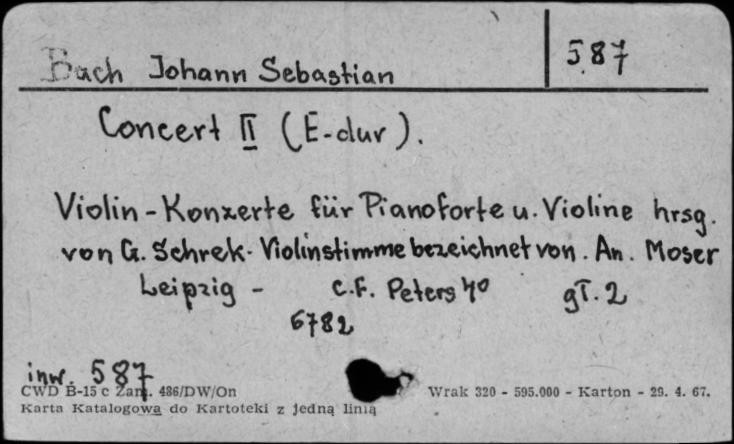 Bach Johann Sebastian 587
Concert II (E-dur).
Violin-Konzerte für Pianoforte u. Violine hrsg.
von G. Schrek. Violinstimme bezeichnet von. An. Moser
Leipzig - C.F. Peters 4° gT. 2
6782
inw. 587
CWD B-15 c Zam. 486/DW/On Wrak 320 - 595.000 - Karton - 29. 4. 67.
Karta Katalogowa do Kartoteki z jedną linią